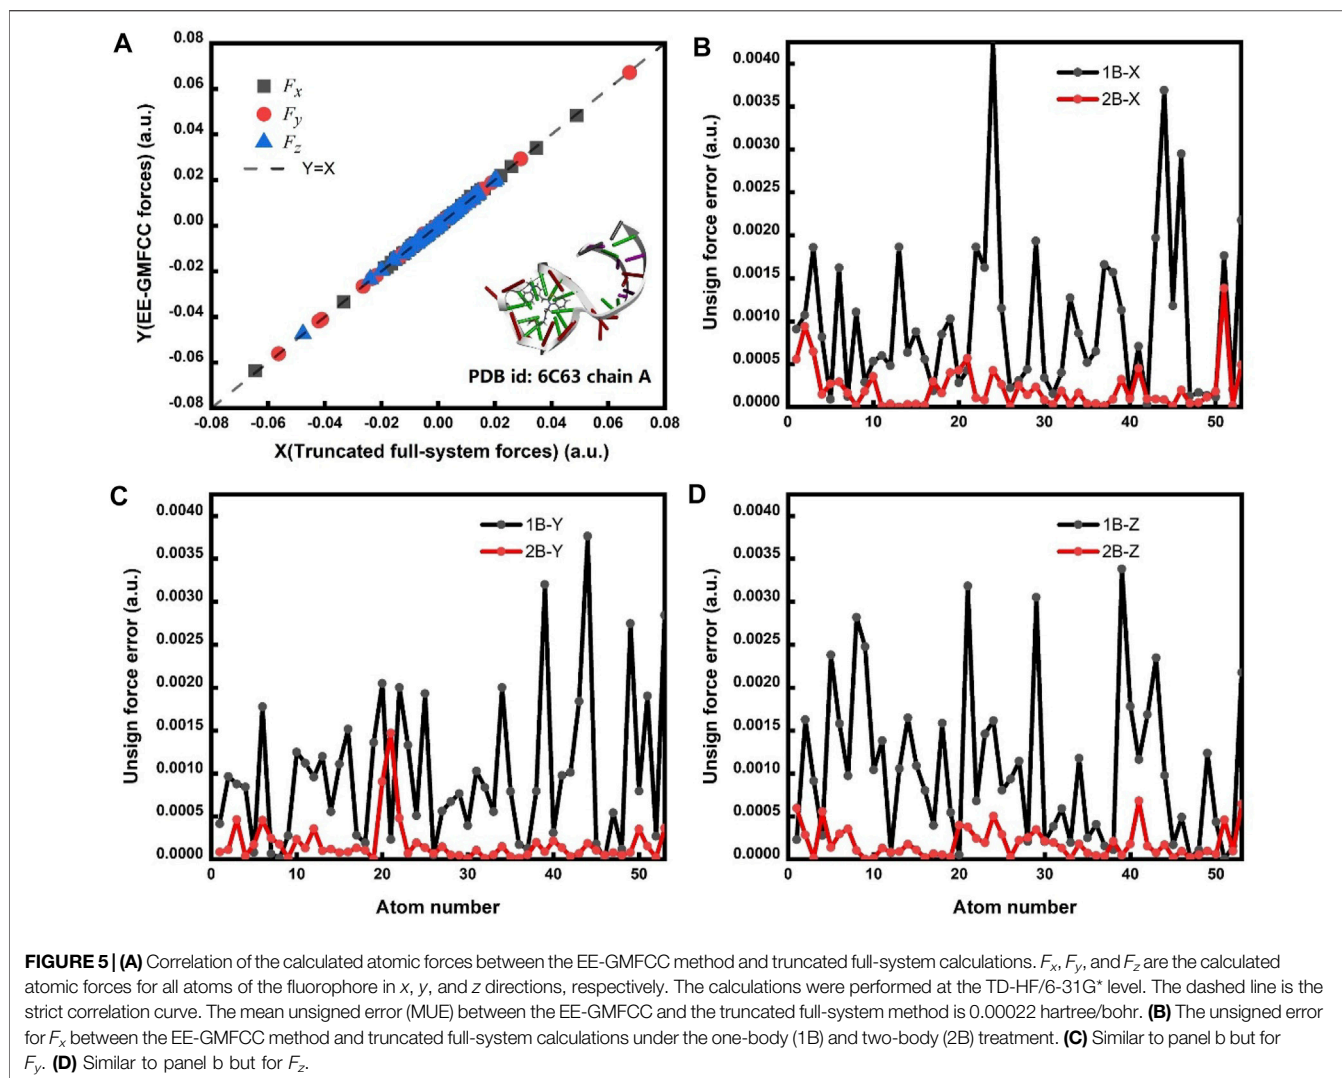 A
0.08
0.06
0.04
0.02
0.00
-0.02
-0.04
-0.06
-0.08
Y(EE-GMFCC forces) (a.u.)
Fx
Fy
Fz
Y=X
PDB id: 6C63 chain A
-0.08 -0.06 -0.04 -0.02 0.00 0.02 0.04 0.06 0.08
X(Truncated full-system forces) (a.u.)
B
0.0040
0.0035
0.0030
0.0025
0.0020
0.0015
0.0010
0.0005
0.0000
Unsign force error (a.u.)
1B-X
2B-X
0 10 20 30 40 50
C
0.0040
0.0035
0.0030
0.0025
0.0020
0.0015
0.0010
0.0005
0.0000
Unsign force error (a.u.)
1B-Y
2B-Y
0 10 20 30 40 50
Atom number
D
0.0040
0.0035
0.0030
0.0025
0.0020
0.0015
0.0010
0.0005
0.0000
Unsign force error (a.u.)
1B-Z
2B-Z
0 10 20 30 40 50
Atom number
FIGURE 5 | (A) Correlation of the calculated atomic forces between the EE-GMFCC method and truncated full-system calculations. Fx, Fy, and Fz are the calculated
atomic forces for all atoms of the fluorophore in x, y, and z directions, respectively. The calculations were performed at the TD-HF/6-31G* level. The dashed line is the
strict correlation curve. The mean unsigned error (MUE) between the EE-GMFCC and the truncated full-system method is 0.00022 hartree/bohr. (B) The unsigned error
for Fx between the EE-GMFCC method and truncated full-system calculations under the one-body (1B) and two-body (2B) treatment. (C) Similar to panel b but for
Fy. (D) Similar to panel b but for Fz.